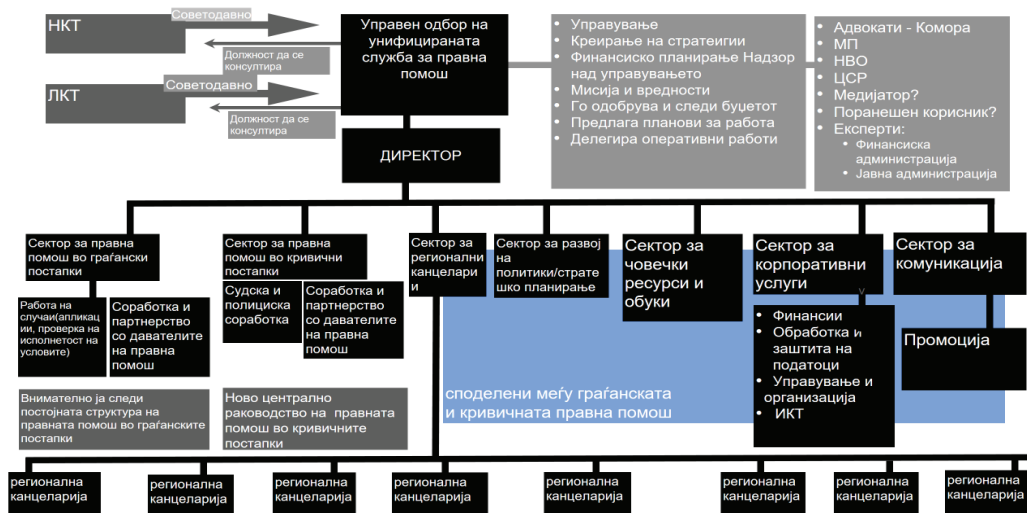 НКТ
Советодавно
Должност да се
консултира
ЛКТ
Советодавно
Должност да се
консултира
Управен одбор на
унифицираната
служба за правна
помош
• Управување
• Креирање на стратеигии
• Финансиско планирање Надзор
над управувањето
• Мисија и вредности
• Го одобрува и следи буџетот
• Предлага планови за работа
• Делегира оперативни работи
• Адвокати - Комора
• МП
• НВО
• ЦСР
• Медијатор?
• Поранешен корисник?
• Експерти:
• Финансиска
администрација
• Јавна администрација
ДИРЕКТОР
Сектор за правна
помош во граѓански
постапки
Сектор за правна
помош во кривични
постапки
Сектор за
регионални
канцелари
и
Сектор за развој
на
политики/страте
шко планирање
Сектор за
човечки
ресурси и
обуки
Сектор за
корпоративни
услуги
Сектор за
комуникација
Работа на
случаи(апликац
ии, проверка на
исполнетост на
условите)
Соработка и
партнерство
со давателите
на правна
помош
Судска и
полициска
соработка
Соработка и
партнерство
со давателите
на правна
помош
v
• Финансии
• Обработка и
заштита на
податоци
• Управување и
организација
• ИКТ
Промоција
Внимателно ја следи
постојната структура на
правната помош во граѓанските
постапки
Ново централно
раководство на правната
помош во кривичните
постапки
споделени меѓу граѓанската
и кривичната правна помош
регионална
канцеларија
регионална
канцеларија
регионална
канцеларија
регионална
канцеларија
регионална
канцеларија
регионална
канцеларија
регионална
канцеларија
регионална
канцеларија